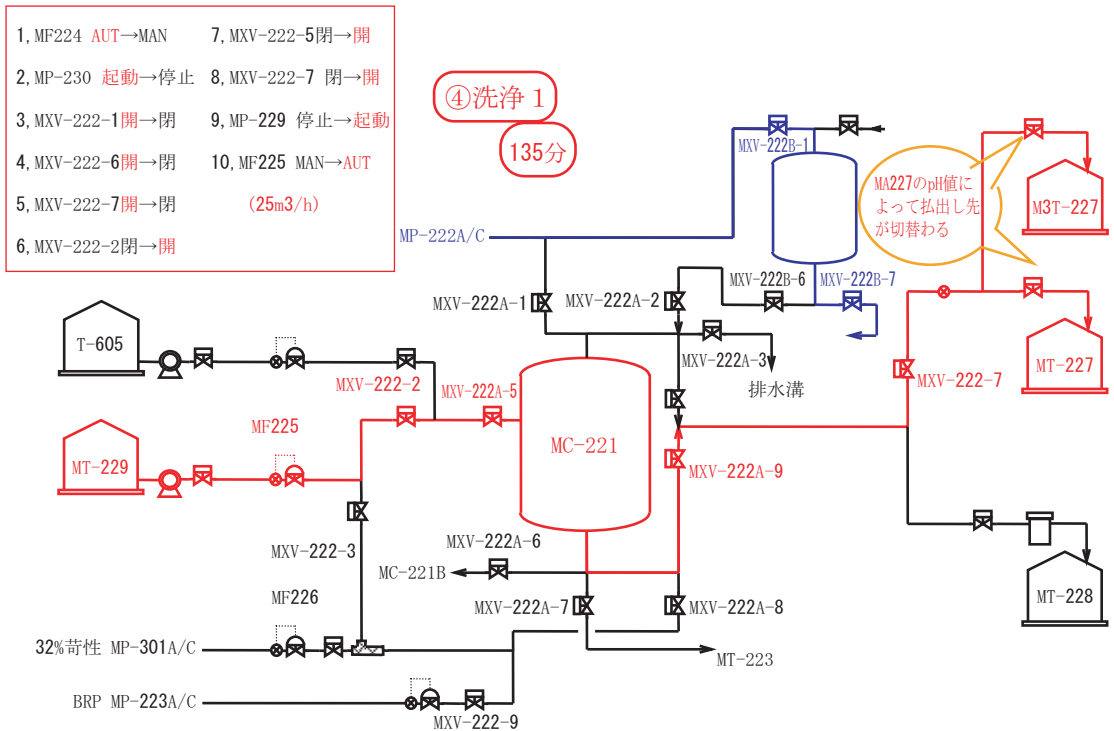 1, MF224 AUT→MAN
2, MP-230 起動→停止
3, MXV-222-1開→閉
4, MXV-222-6開→閉
5, MXV-222-7開→閉
6, MXV-222-2閉→開
7, MXV-222-5閉→開
8, MXV-222-7 閉→開
9, MP-229 停止→起動
10, MF225 MAN→AUT
(25m3/h)
④洗浄1
135分
MXV-222B-1
MA227のpH値に
よって払出し先
が切替わる
M3T-227
MP-222A/C
MXV-222B-6
MXV-222B-7
MXV-222A-1
MXV-222A-2
T-605
MXV-222A-3
排水溝
MXV-222-2
MXV-222A-5
MXV-222-7
MT-227
MF225
MC-221
MT-229
MXV-222A-9
MXV-222-3
MXV-222A-6
MC-221B
MF226
MXV-222A-7
MXV-222A-8
MT-228
32%苛性 MP-301A/C
MT-223
BRP MP-223A/C
MXV-222-9